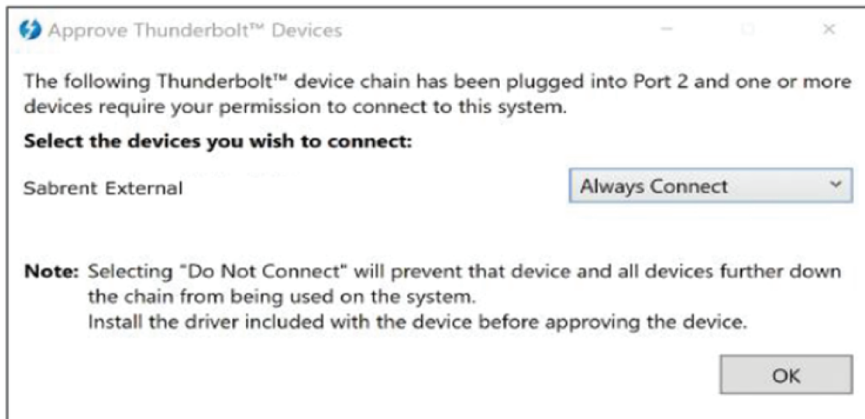 Approve Thunderbolt™ Devices
The following Thunderbolt™ device chain has been plugged into Port 2 and one or more
devices require your permission to connect to this system.
Select the devices you wish to connect:
Sabrent External
Always Connect
Note: Selecting "Do Not Connect" will prevent that device and all devices further down
the chain from being used on the system.
Install the driver included with the device before approving the device.
OK